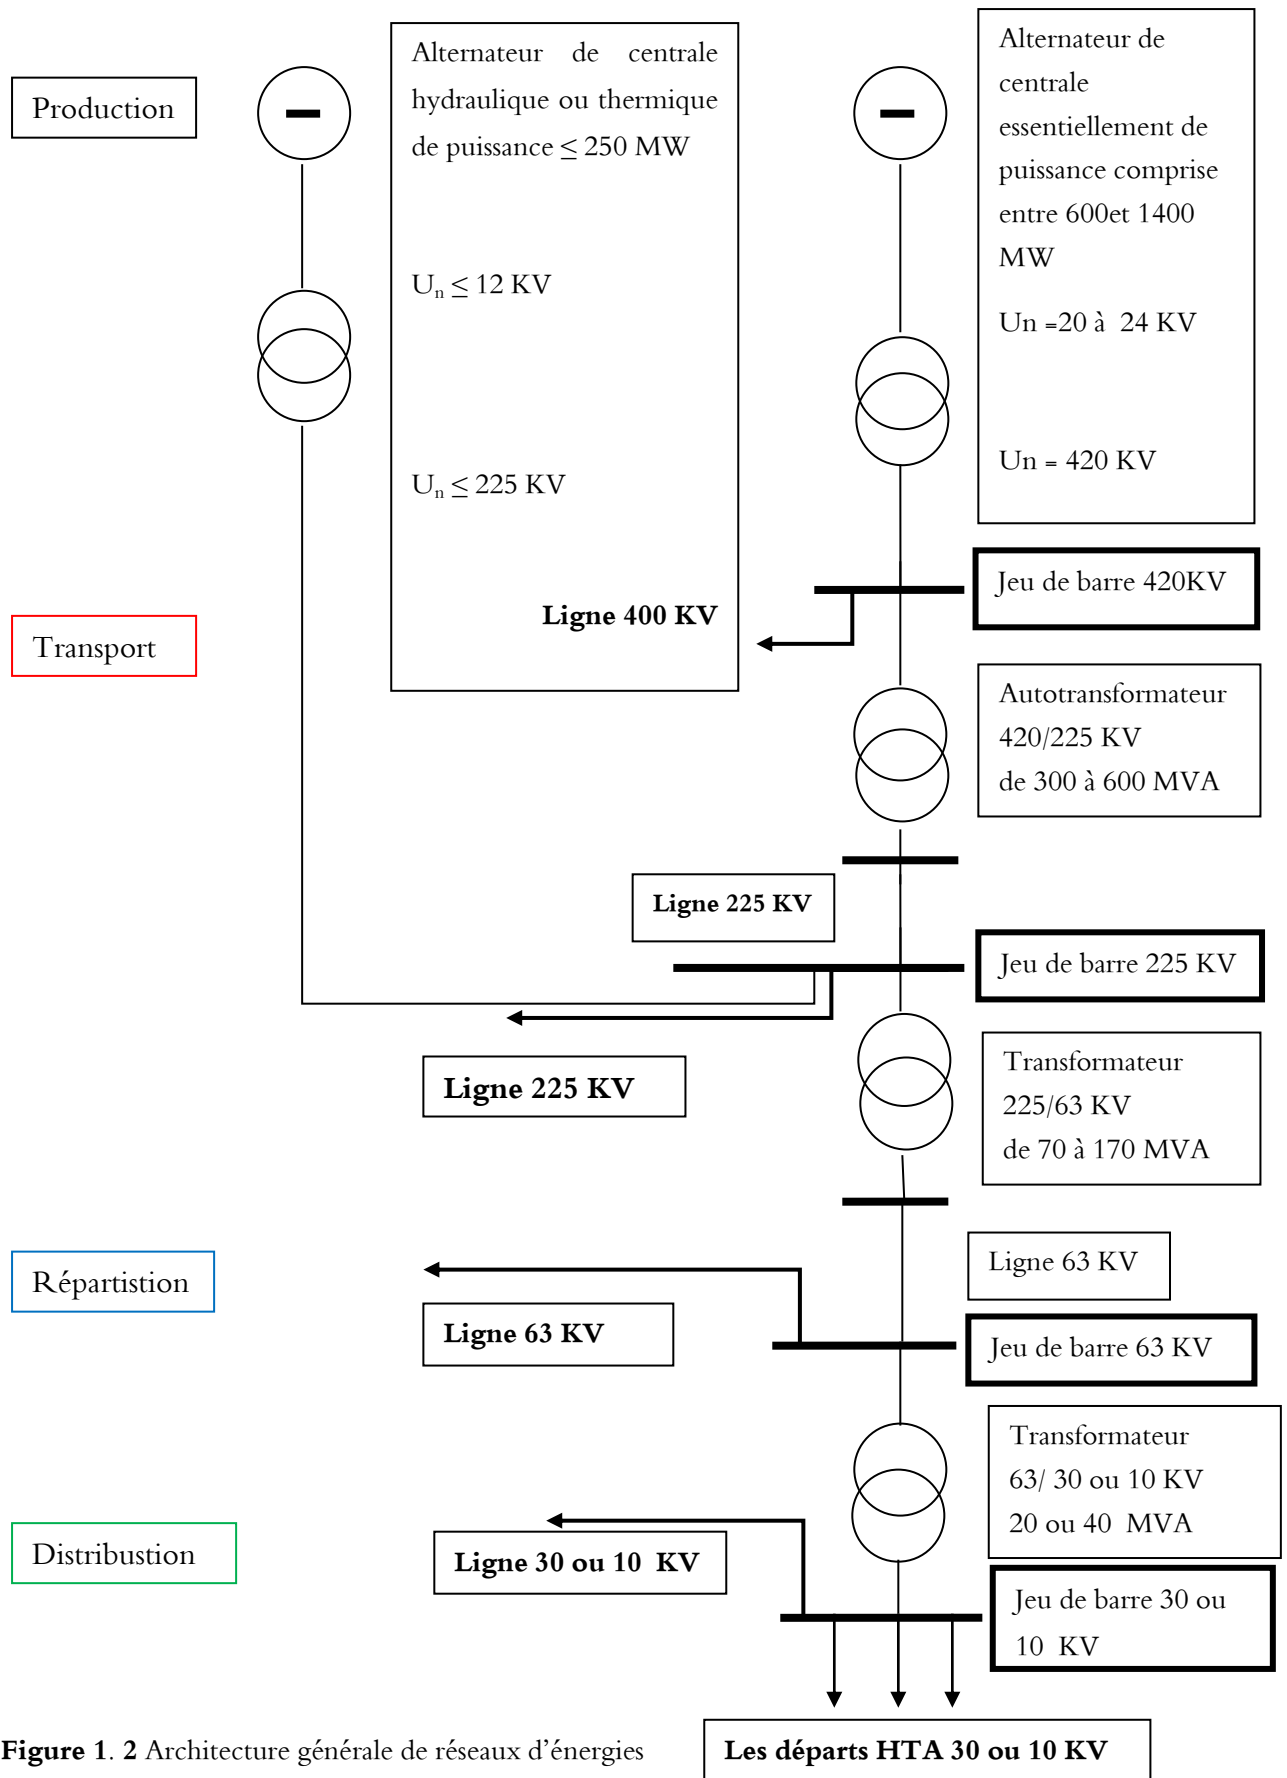 Production
Alternateur de centrale
hydraulique ou thermique
de puissance ≤ 250 MW
Uₙ ≤ 12 KV
Uₙ ≤ 225 KV
Ligne 400 KV
Alternateur de
centrale
essentiellement de
puissance comprise
entre 600et 1400
MW
Un =20 à 24 KV
Un = 420 KV
Jeu de barre 420KV
Transport
Autotransformateur
420/225 KV
de 300 à 600 MVA
Ligne 225 KV
Jeu de barre 225 KV
Ligne 225 KV
Transformateur
225/63 KV
de 70 à 170 MVA
Répartistion
Ligne 63 KV
Ligne 63 KV
Jeu de barre 63 KV
Transformateur
63/ 30 ou 10 KV
20 ou 40 MVA
Distribustion
Ligne 30 ou 10 KV
Jeu de barre 30 ou
10 KV
Figure 1. 2 Architecture générale de réseaux d’énergies
Les départs HTA 30 ou 10 KV